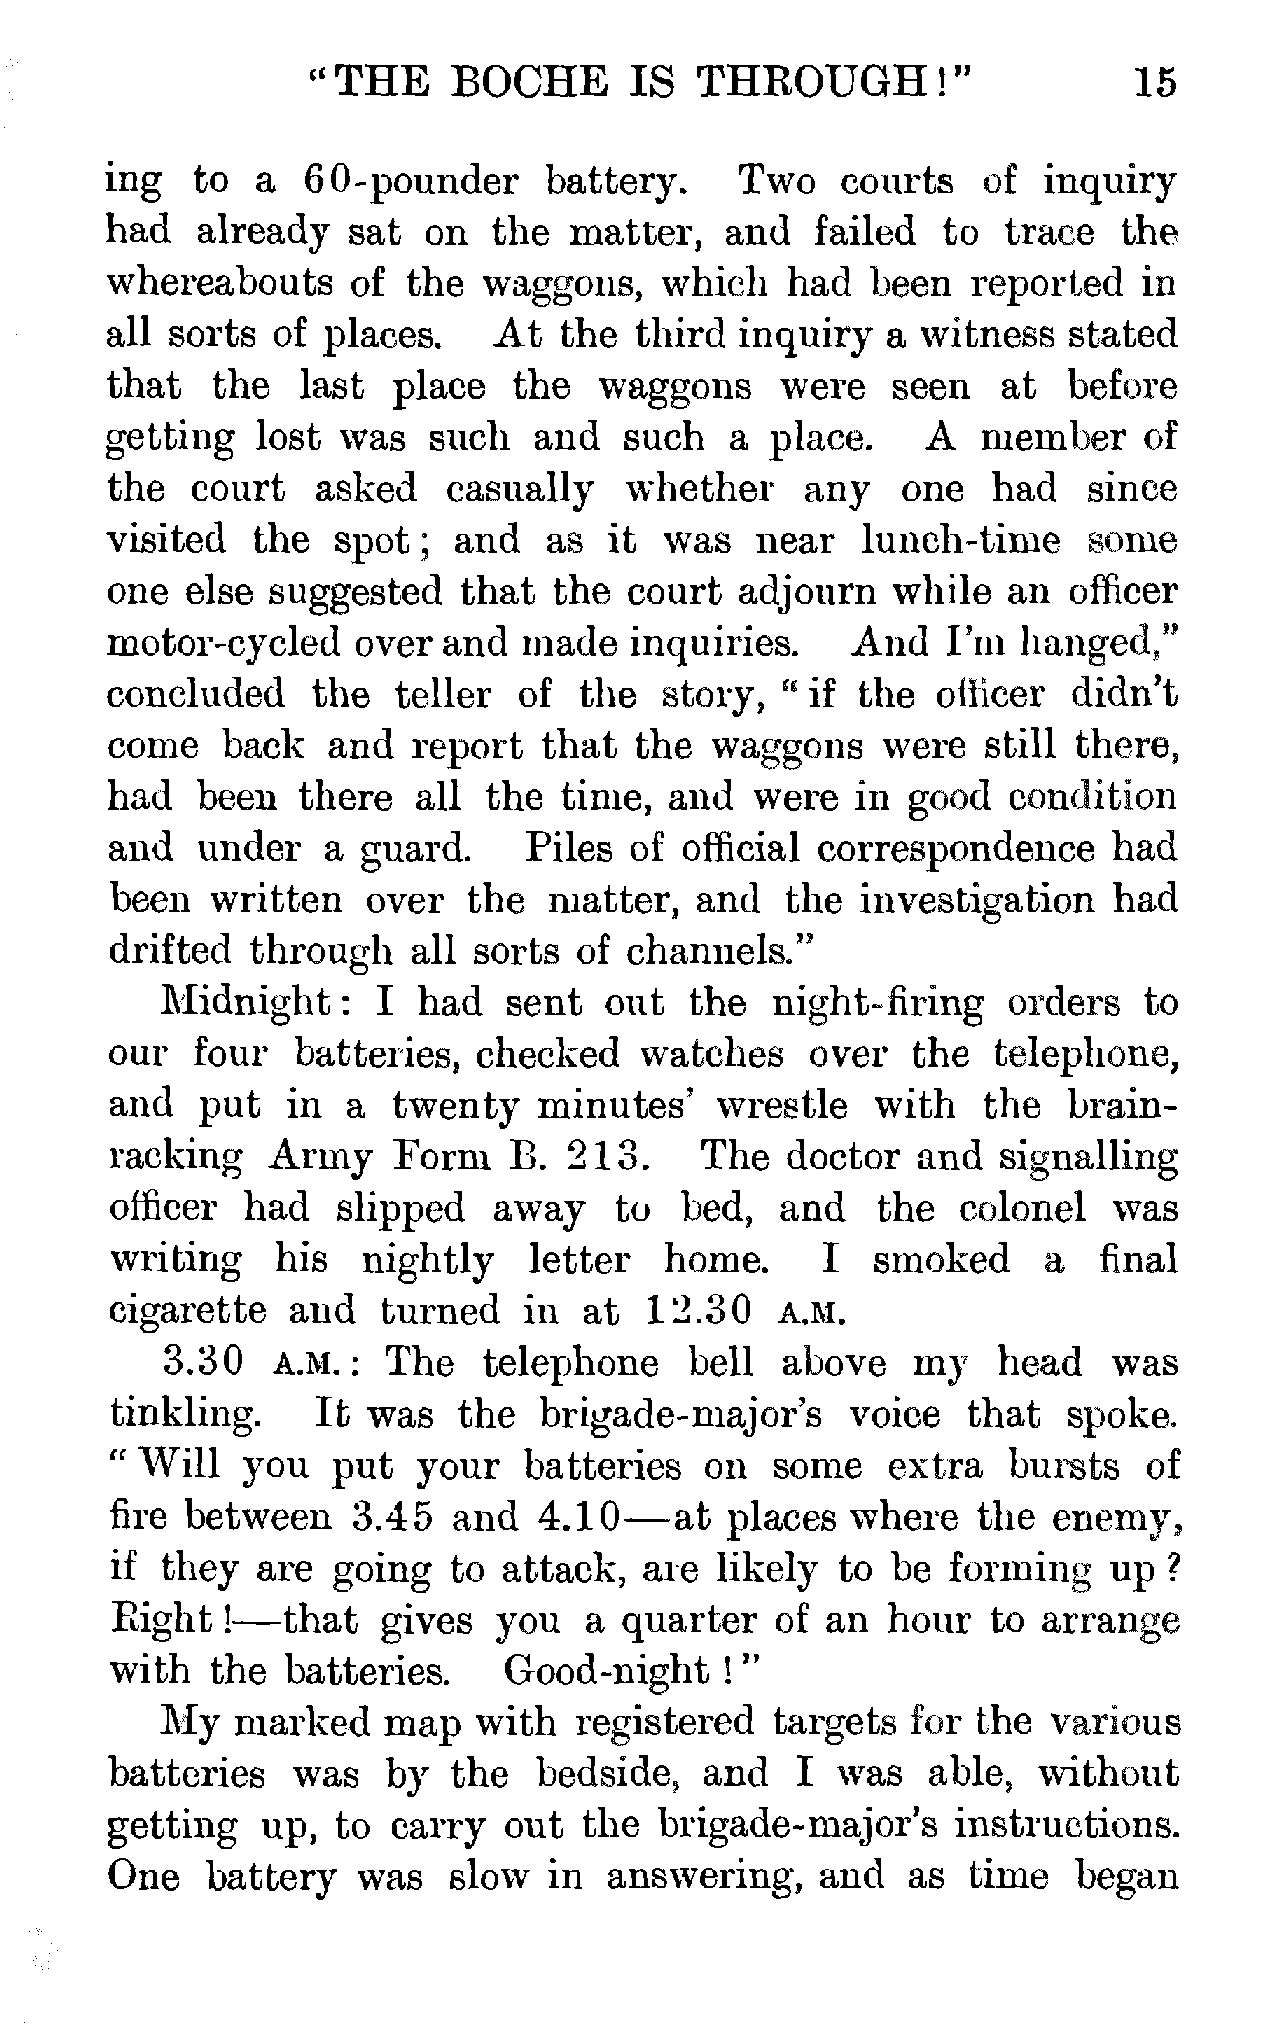 "THE BOCHE IS THROUGH!" 15
ing to a 60-pounder battery. Two courts of inquiry
had already sat on the matter, and failed to trace the
whereabouts of the waggons, which had been reported in
all sorts of places. At the third inquiry a witness stated
that the last place the waggons were seen at before
getting lost was such and such a place. A member of
the court asked casually whether any one had since
visited the spot; and as it was near lunch-time some
one else suggested that the court adjourn while an officer
motor-cycled over and made inquiries. And I'm hanged,"
concluded the teller of the story, "if the officer didn't
come back and report that the waggons were still there,
had been there all the time, and were in good condition
and under a guard. Piles of official correspondence had
been written over the matter, and the investigation had
drifted through all sorts of channels."
Midnight: I had sent out the night-firing orders to
our four batteries, checked watches over the telephone,
and put in a twenty minutes' wrestle with the brain-
racking Army Form B. 213. The doctor and signalling
officer had slipped away to bed, and the colonel was
writing his nightly letter home. I smoked a final
cigarette and turned in at 12.30 A.M.
3.30 A.M.: The telephone bell above my head was
tinkling. It was the brigade-major's voice that spoke.
"Will you put your batteries on some extra bursts of
fire between 3.45 and 4.10—at places where the enemy,
if they are going to attack, are likely to be forming up?
Right!—that gives you a quarter of an hour to arrange
with the batteries. Good-night!"
My marked map with registered targets for the various
batteries was by the bedside, and I was able, without
getting up, to carry out the brigade-major's instructions.
One battery was slow in answering, and as time began